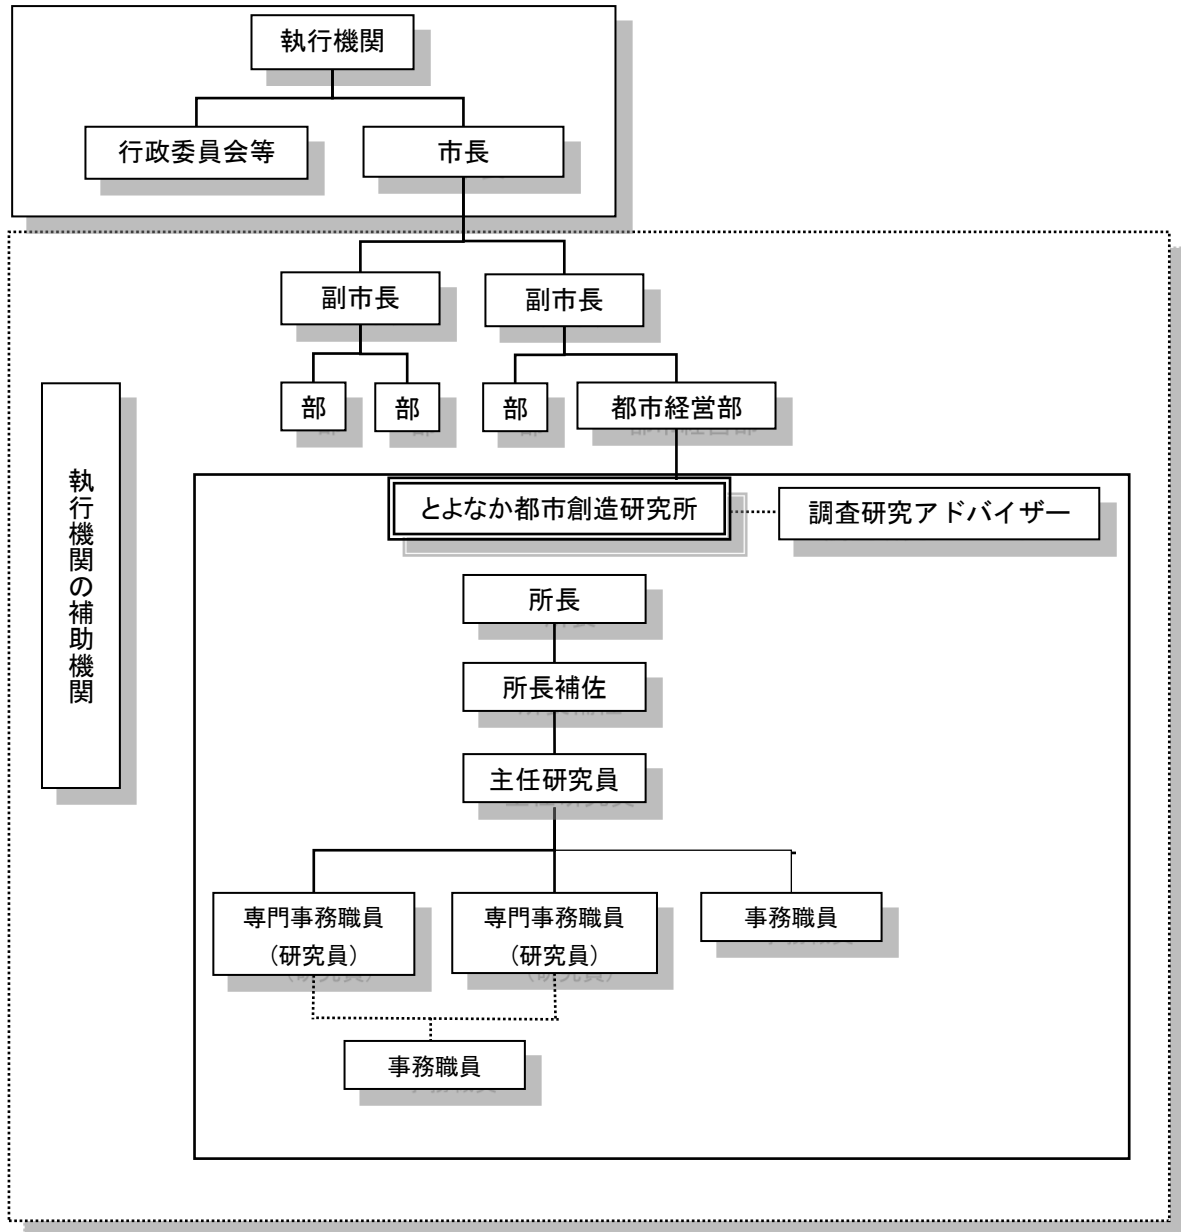 執行機関
行政委員会等
市長
副市長
副市長
部
部
部
都市経営部
執行機関の補助機関
とよなか都市創造研究所
調査研究アドバイザー
所長
所長補佐
主任研究員
専門事務職員
（研究員）
専門事務職員
（研究員）
事務職員
事務職員